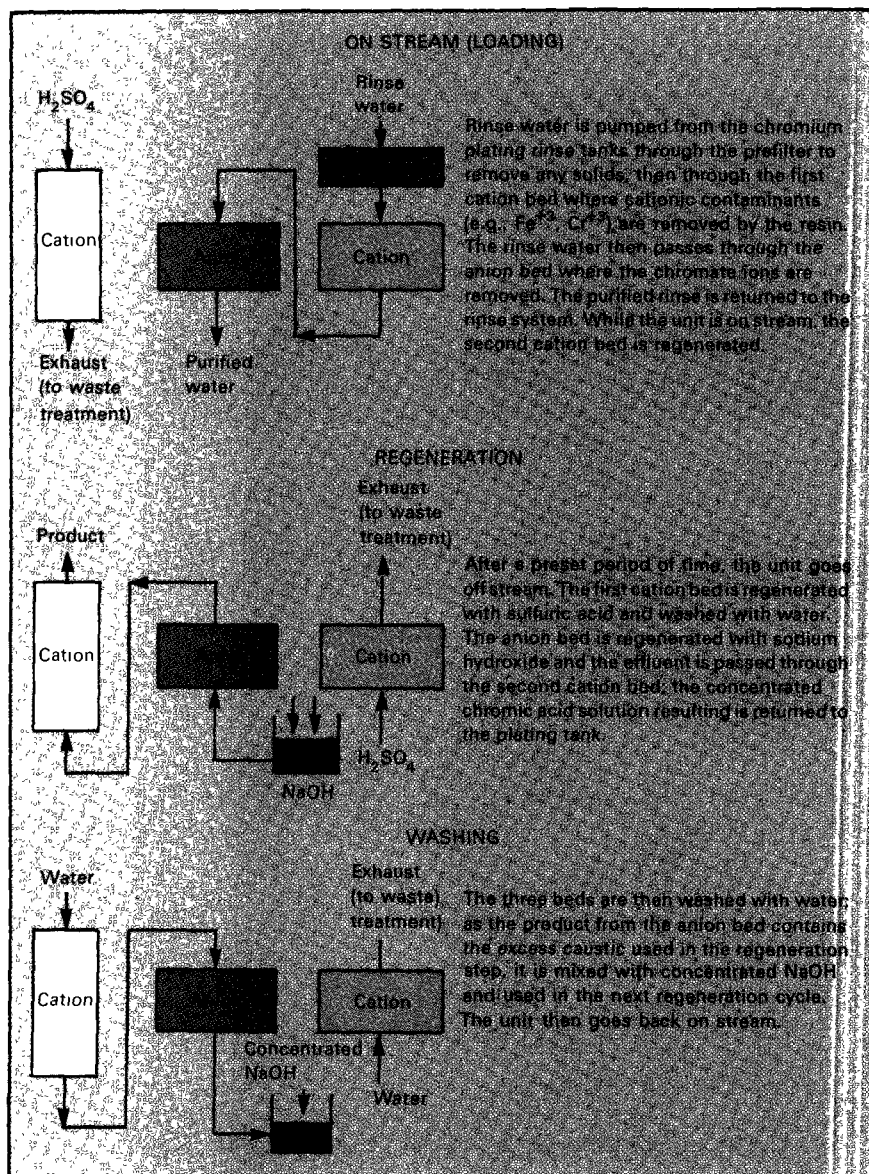 ON STREAM (LOADING)
H2SO4
Cation
Exhaust
(to waste
treatment)
Rinse
water
Cation
Purified
water
Rinse water is pumped from the chromium
plating rinse tanks through the prefilter to
remove any solids, then through the first
cation bed where cationic contaminants
(e.g., Fe+3, Cr+3) are removed by the resin.
The rinse water then passes through the
anion bed where the chromate ions are
removed. The purified rinse is returned to the
rinse system. While the unit is on stream, the
second cation bed is regenerated.
REGENERATION
Product
Cation
Exhaust
(to waste
treatment)
Cation
NaOH
H2SO4
After a preset period of time, the unit goes
off stream. The first cation bed is regenerated
with sulfuric acid and washed with water.
The anion bed is regenerated with sodium
hydroxide and the effluent is passed through
the second cation bed; the concentrated
chromic acid solution resulting is returned to
the plating tank.
WASHING
Water
Cation
Exhaust
(to waste)
treatment)
Cation
Concentrated
NaOH
Water
The three beds are then washed with water;
as the product from the anion bed contains
the excess caustic used in the regeneration
step, it is mixed with concentrated NaOH
and used in the next regeneration cycle.
The unit then goes back on stream.